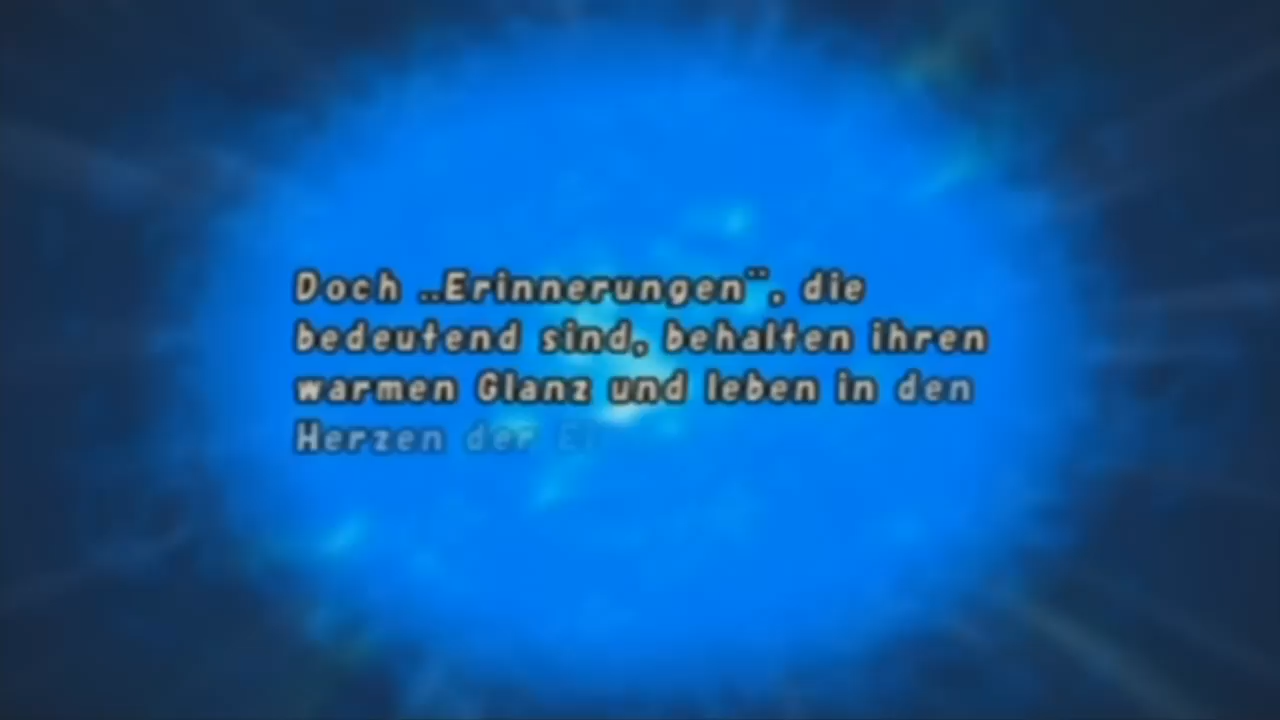 Doch „Erinnerungen“, die
bedeutend sind, behalten ihren
warmen Glanz und leben in den
Herzen der